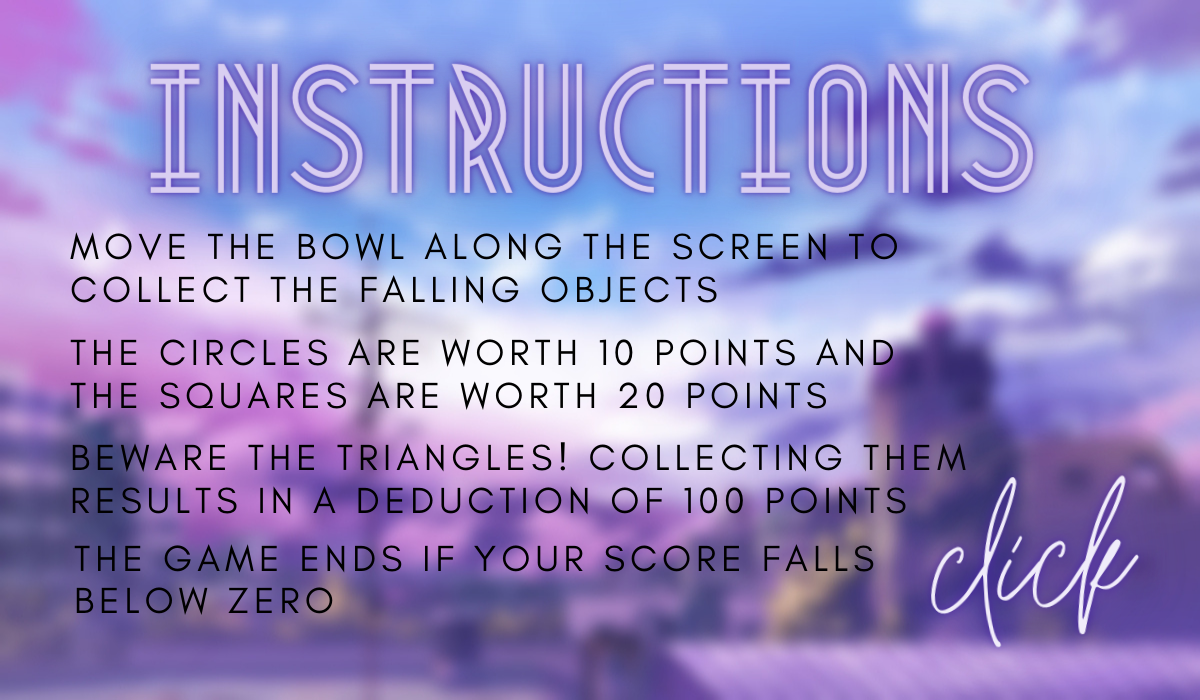 INSTRUCTIONS
MOVE THE BOWL ALONG THE SCREEN TO
COLLECT THE FALLING OBJECTS
THE CIRCLES ARE WORTH 10 POINTS AND
THE SQUARES ARE WORTH 20 POINTS
BEWARE THE TRIANGLES! COLLECTING THEM
RESULTS IN A DEDUCTION OF 100 POINTS
THE GAME ENDS IF YOUR SCORE FALLS
BELOW ZERO
click